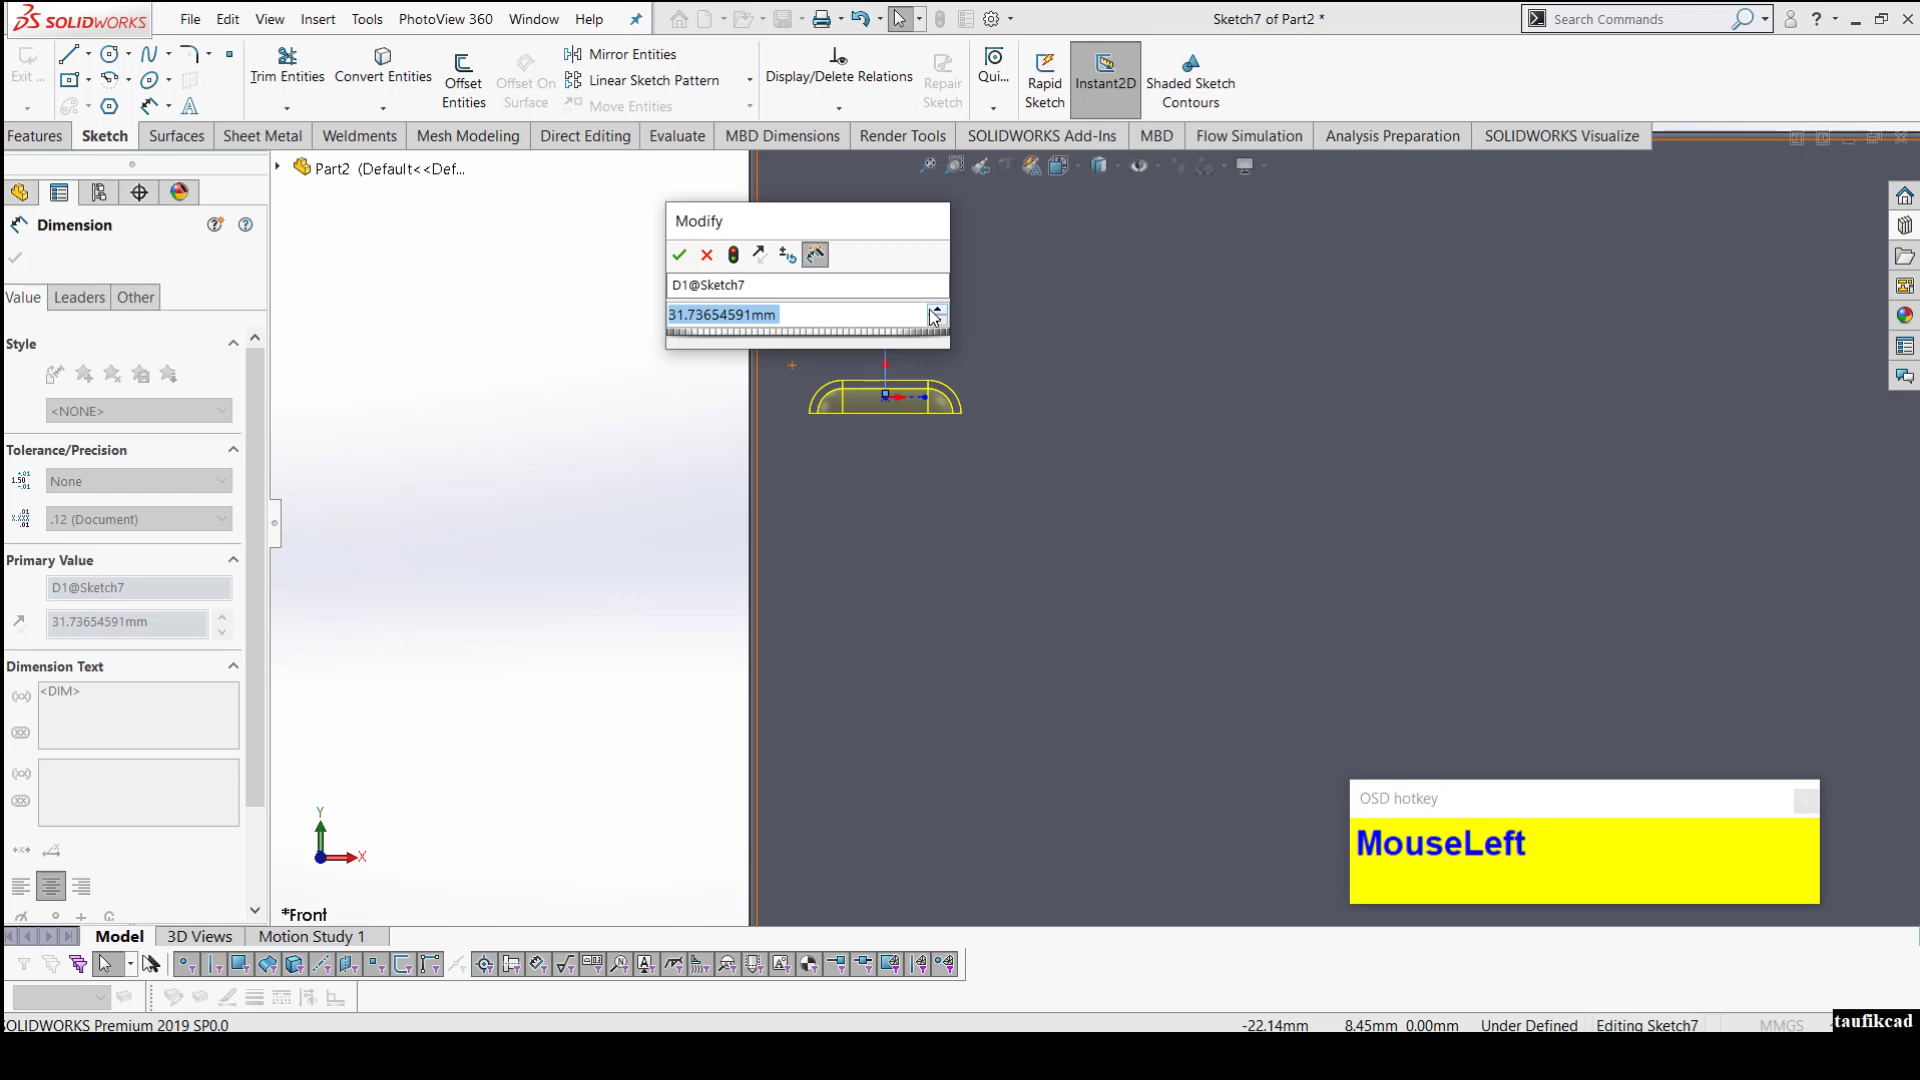 SOLIDWORKS File Edit View Insert Tools PhotoView 360 Window Help Sketch7 of Part2 * Search Commands
Exit ... Trim Entities Convert Entities Offset Entities Offset On Surface Mirror Entities Linear Sketch Pattern Move Entities Display/Delete Relations Repair Sketch Qui... Rapid Sketch Instant2D Shaded Sketch Contours
Features Sketch Surfaces Sheet Metal Weldments Mesh Modeling Direct Editing Evaluate MBD Dimensions Render Tools SOLIDWORKS Add-Ins MBD Flow Simulation Analysis Preparation SOLIDWORKS Visualize
Part2 (Default<<Def...
Dimension
Value Leaders Other
Style
<NONE>
Tolerance/Precision
None
.12 (Document)
Primary Value
D1@Sketch7
31.73654591mm
Dimension Text
<DIM>
Modify
D1@Sketch7
31.73654591mm
Y
X
*Front
OSD hotkey
MouseLeft
Model 3D Views Motion Study 1
SOLIDWORKS Premium 2019 SP0.0 -22.14mm 8.45mm 0.00mm Under Defined Editing Sketch7 MMGS
taufikcad